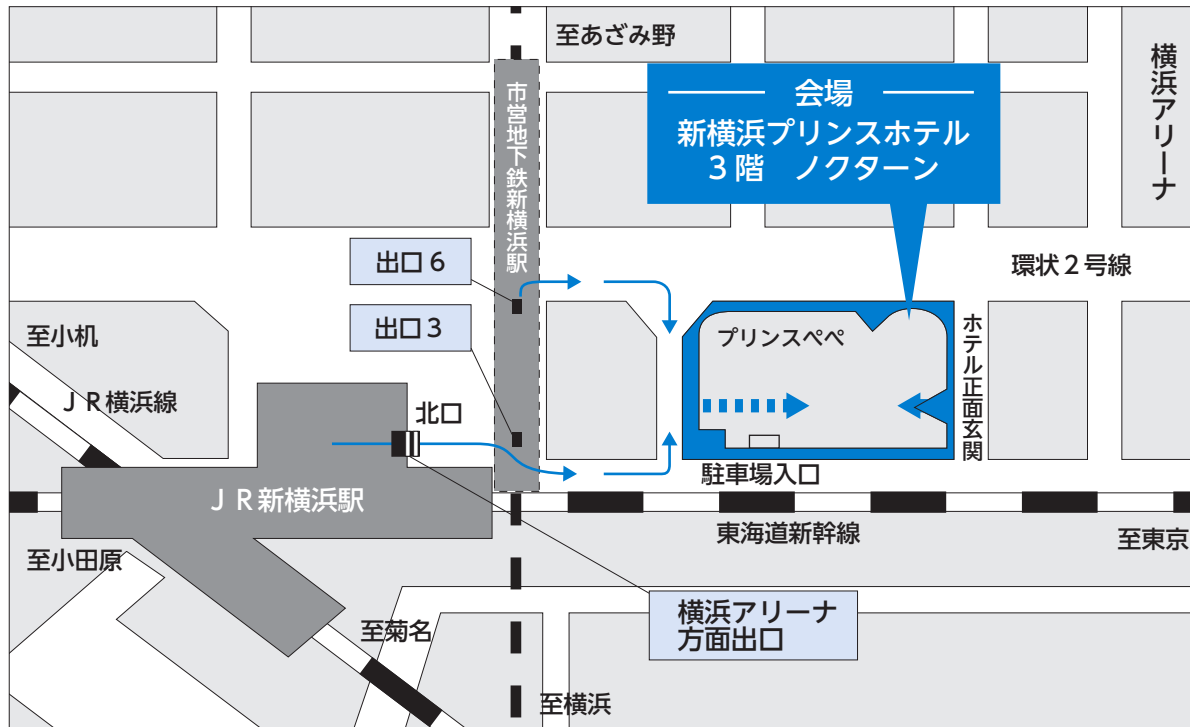 至あざみ野
横浜アリーナ
市営地下鉄新横浜駅
会場
新横浜プリンスホテル
3階　ノクターン
出口6
環状2号線
出口3
至小机
プリンスぺぺ
ホテル正面玄関
JR横浜線
北口
駐車場入口
JR新横浜駅
東海道新幹線
至東京
至小田原
横浜アリーナ
方面出口
至菊名
至横浜